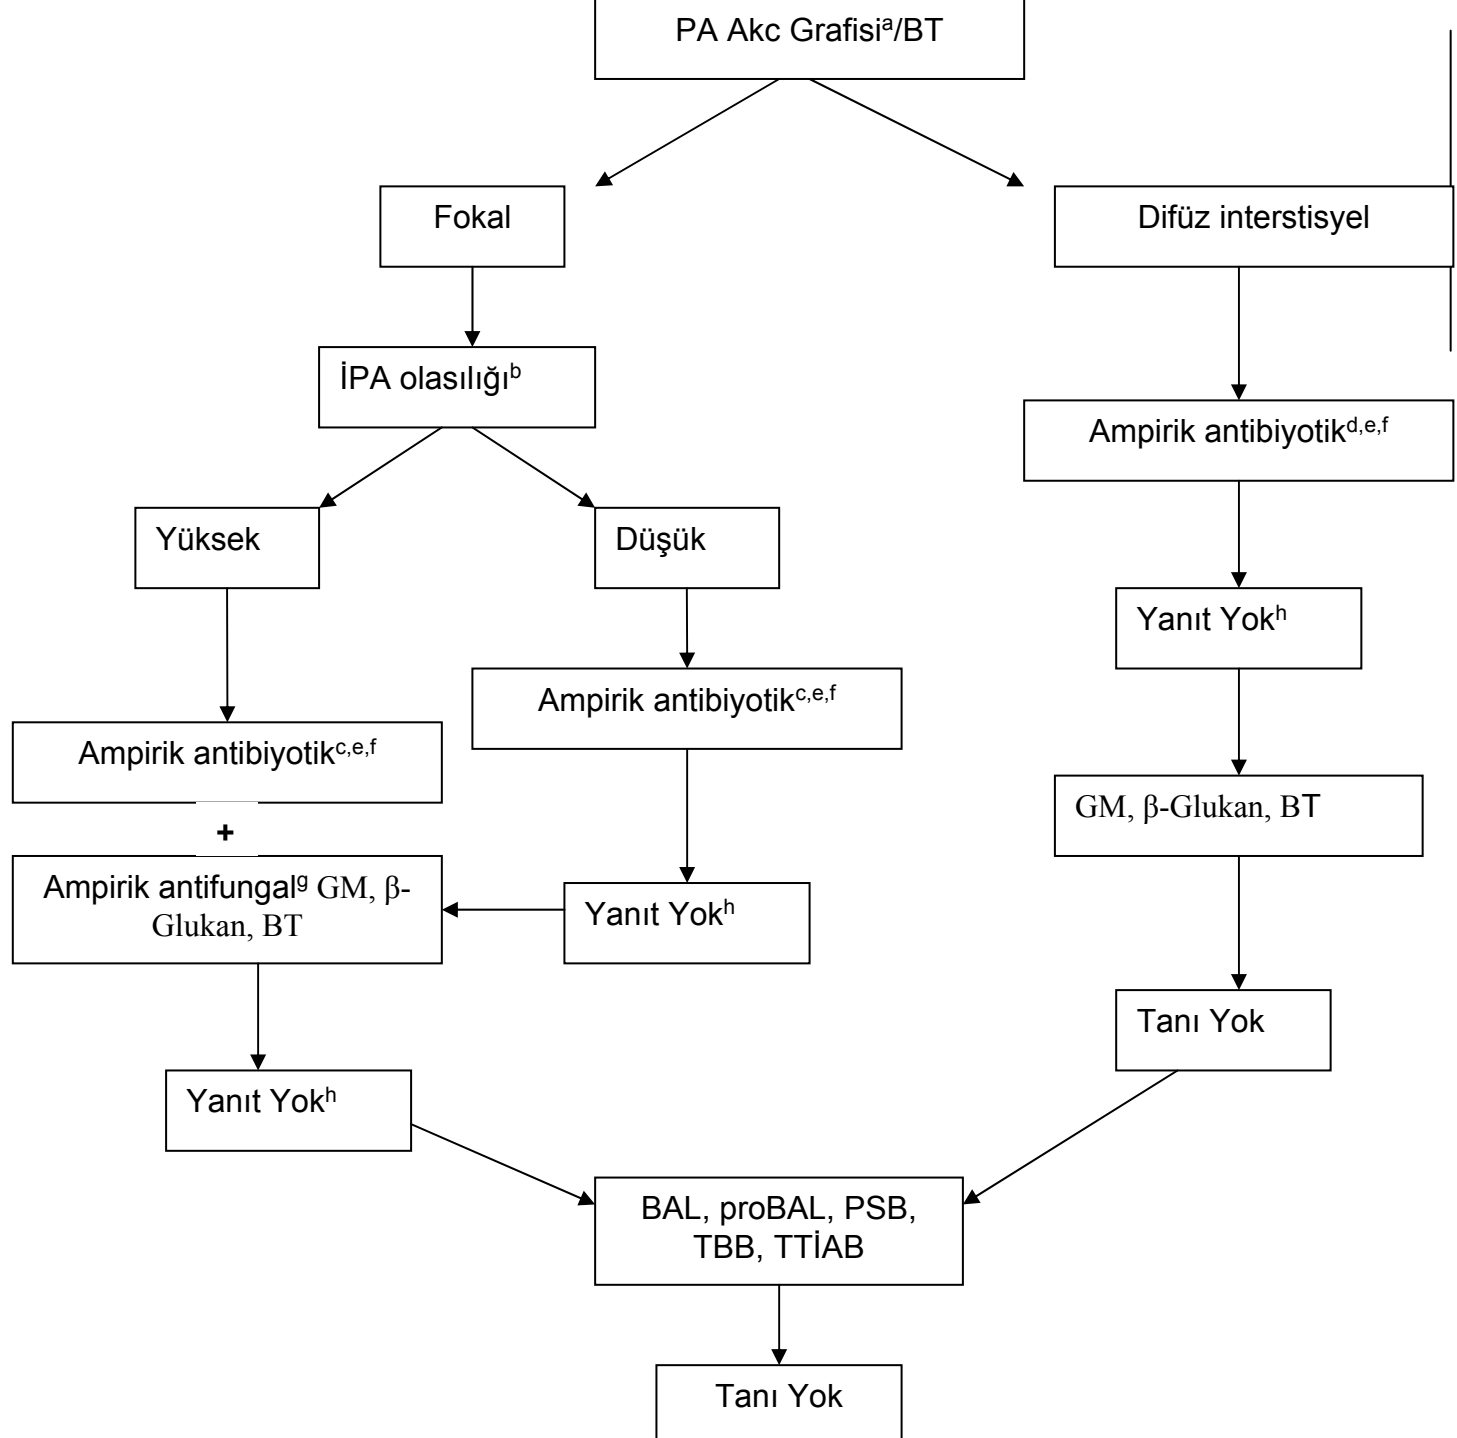 PA Akc Grafisiᵃ/BT
Fokal
Difüz interstisyel
İPA olasılığıᵇ
Ampirik antibiyotikᵈ,ᵉ,ᶠ
Yüksek
Düşük
Yanıt Yokʰ
Ampirik antibiyotikᶜ,ᵉ,ᶠ
Ampirik antibiyotikᶜ,ᵉ,ᶠ
GM, β-Glukan, BT
+
Ampirik antifungalᵍ GM, β-
Glukan, BT
Yanıt Yokʰ
Tanı Yok
Yanıt Yokʰ
BAL, proBAL, PSB,
TBB, TTİAB
Tanı Yok